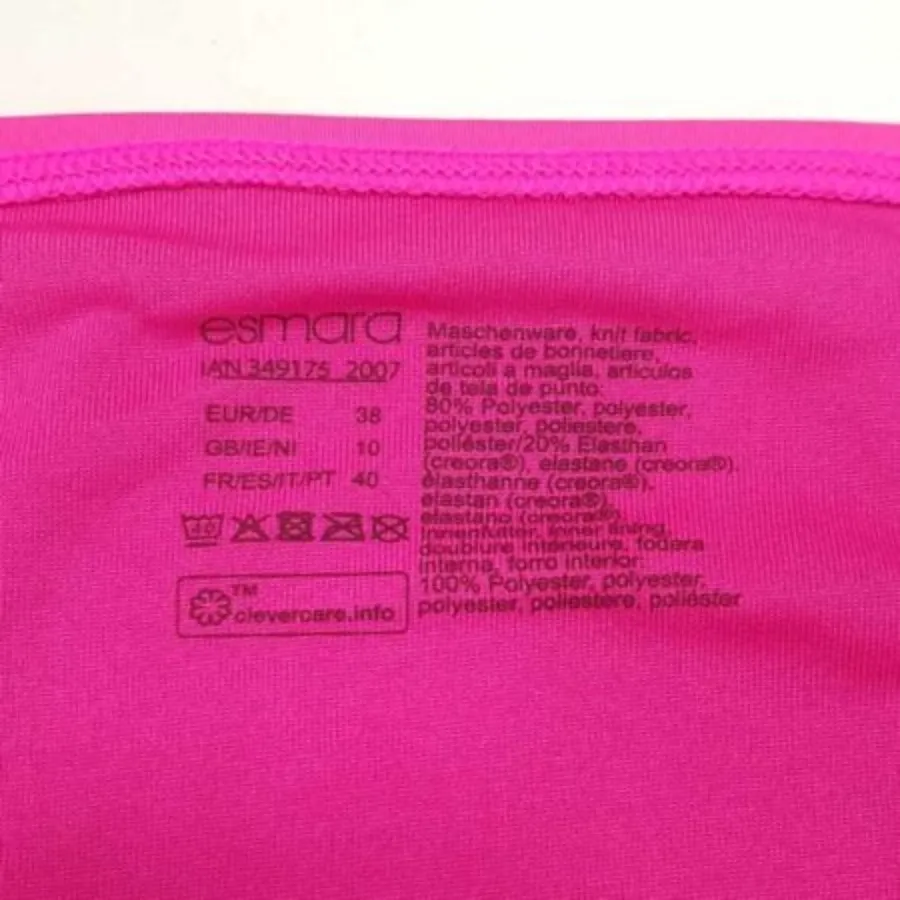 esmara
IAN 349175 2007
EUR/DE 38
GB/IE/NI 10
FR/ES/IT/PT 40
40
™
clevercare.info
Maschenware, knit fabric,
articles de bonneterie,
articoli a maglia, artículos
de tela de punto:
80% Polyester, polyester,
polyester, poliestere,
poliéster/20% Elasthan
(creora®), elastane (creora®),
élasthanne (creora®),
elastan (creora®),
elastano (creora®),
Innenfutter, inner lining,
doublure intérieure, fodera
interna, forro interior:
100% Polyester, polyester,
polyester, poliestere, poliéster